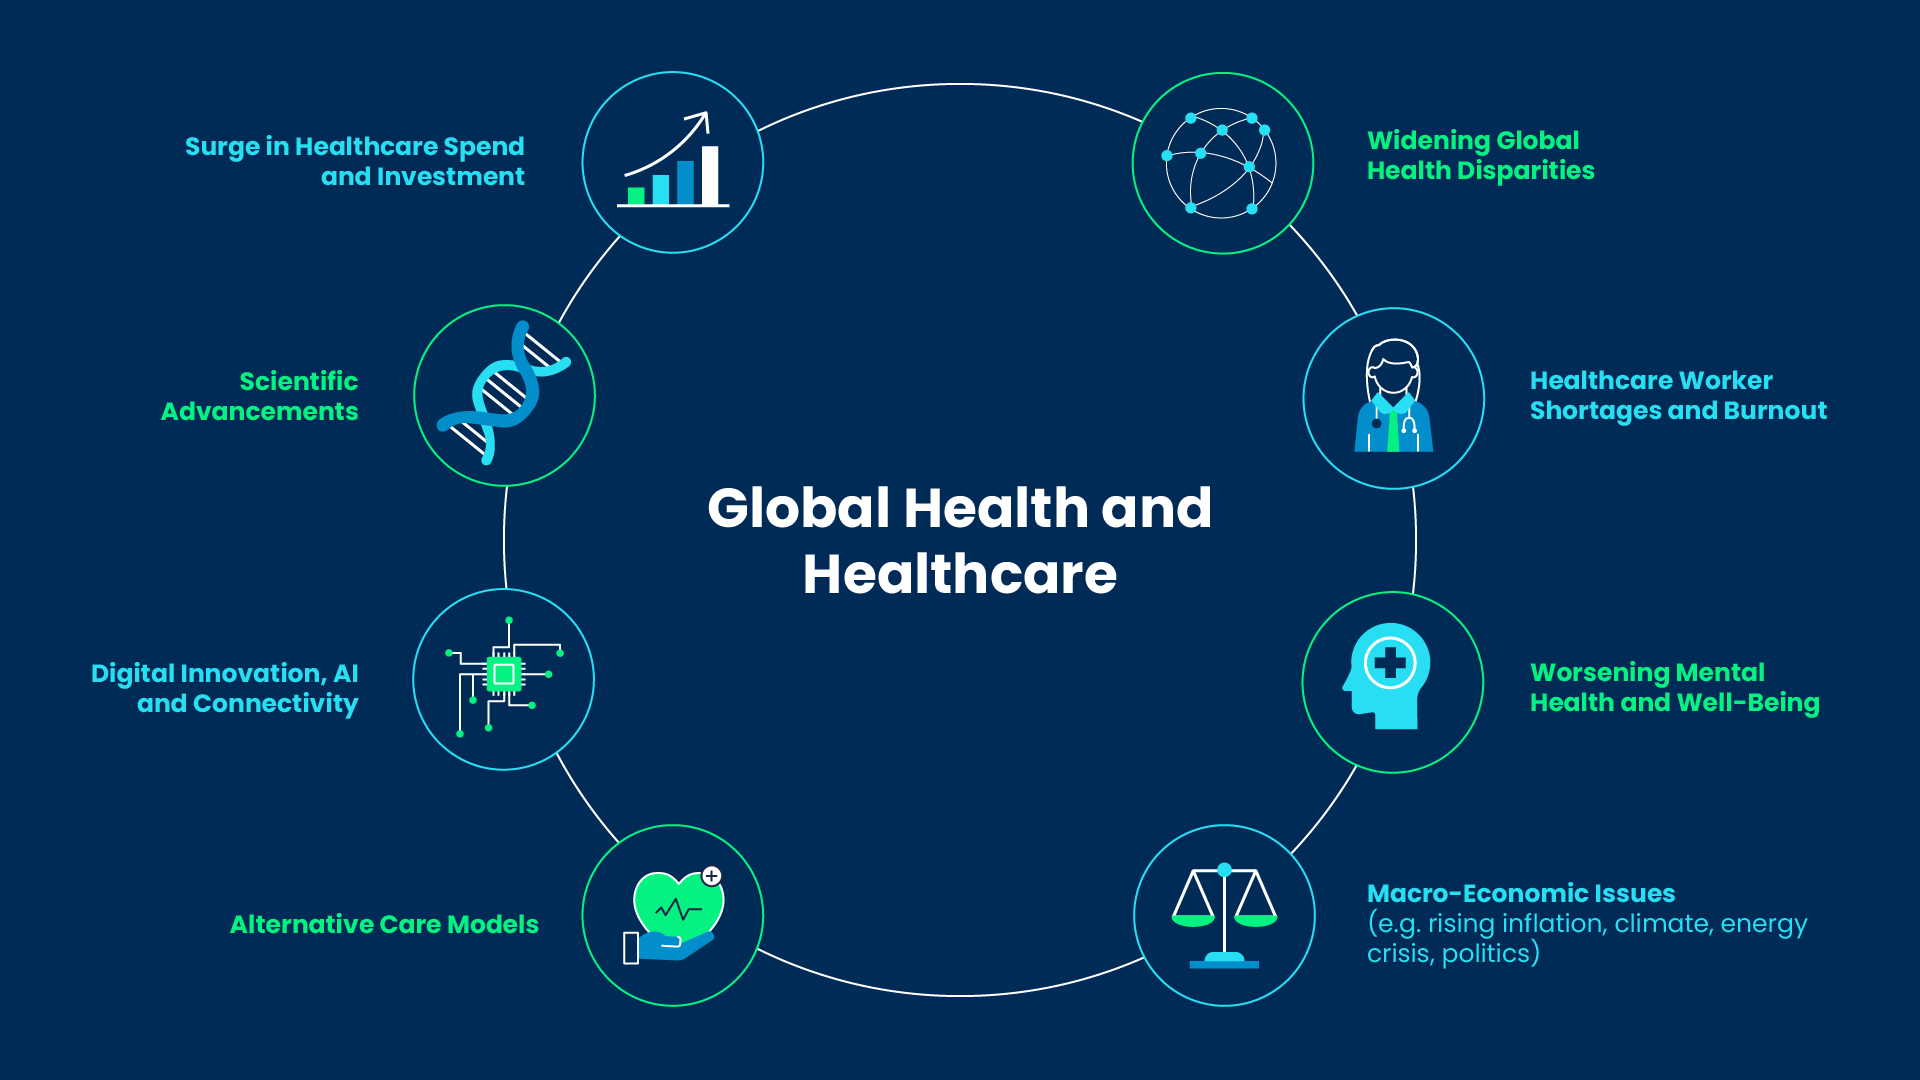 Surge in Healthcare Spend
and Investment
Widening Global
Health Disparities
Scientific
Advancements
Healthcare Worker
Shortages and Burnout
Global Health and
Healthcare
Digital Innovation, AI
and Connectivity
Worsening Mental
Health and Well-Being
Alternative Care Models
Macro-Economic Issues
(e.g. rising inflation, climate, energy
crisis, politics)